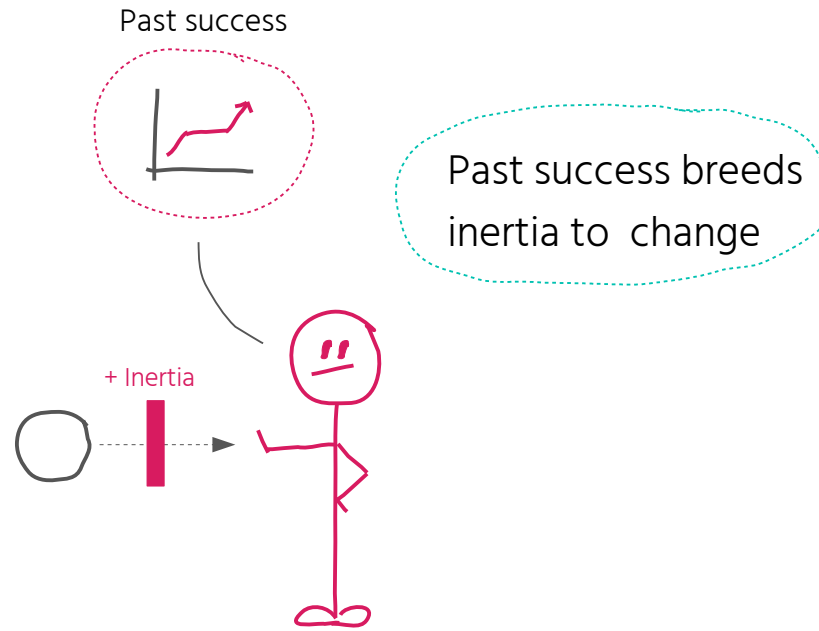 Past success
Past success breeds
inertia to change
+ Inertia